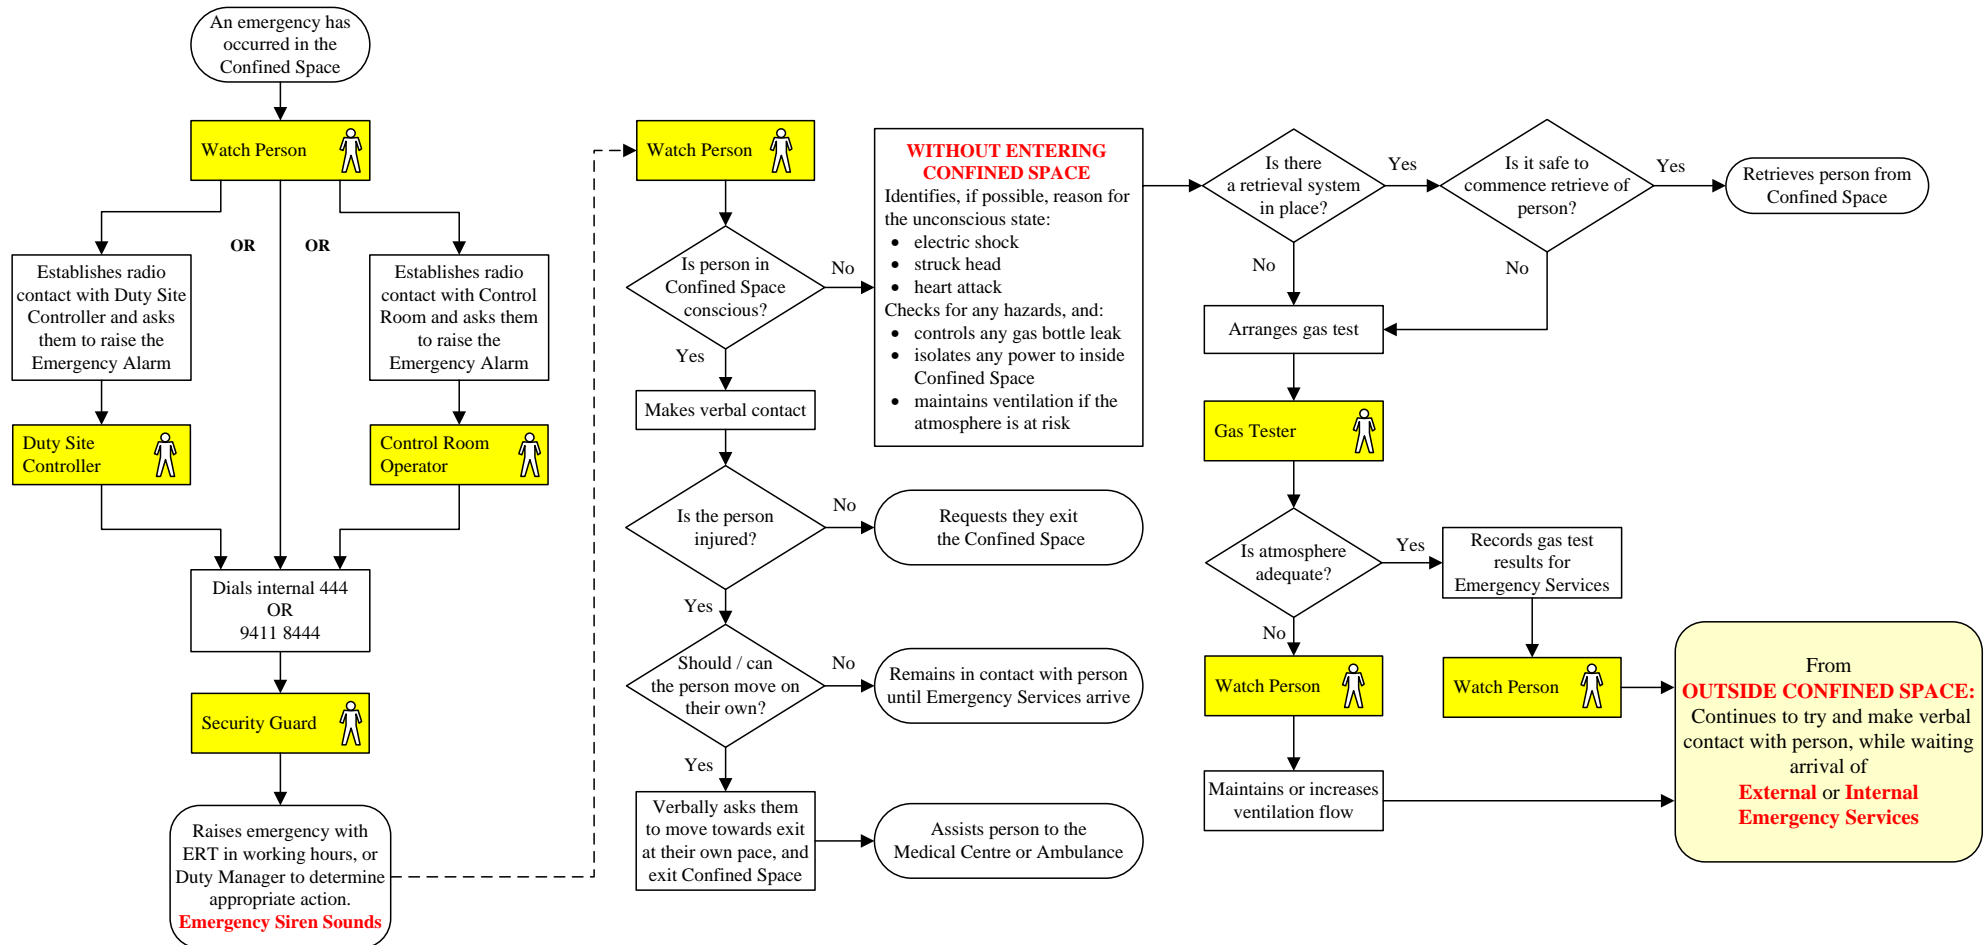 An emergency has
occurred in the
Confined Space
Watch Person
OR
OR
Establishes radio
contact with Duty Site
Controller and asks
them to raise the
Emergency Alarm
Establishes radio
contact with Control
Room and asks them
to raise the
Emergency Alarm
Duty Site
Controller
Control Room
Operator
Dials internal 444
OR
9411 8444
Security Guard
Raises emergency with
ERT in working hours, or
Duty Manager to determine
appropriate action.
Emergency Siren Sounds
Watch Person
Is person in
Confined Space
conscious?
No
Yes
Makes verbal contact
Is the person
injured?
No
Requests they exit
the Confined Space
Yes
Should / can
the person move on
their own?
No
Remains in contact with person
until Emergency Services arrive
Yes
Verbally asks them
to move towards exit
at their own pace, and
exit Confined Space
Assists person to the
Medical Centre or Ambulance
WITHOUT ENTERING
CONFINED SPACE
Identifies, if possible, reason for
the unconscious state:
• electric shock
• struck head
• heart attack
Checks for any hazards, and:
• controls any gas bottle leak
• isolates any power to inside
Confined Space
• maintains ventilation if the
atmosphere is at risk
Is there
a retrieval system
in place?
Yes
No
Is it safe to
commence retrieve of
person?
Yes
No
Retrieves person from
Confined Space
Arranges gas test
Gas Tester
Is atmosphere
adequate?
Yes
No
Records gas test
results for
Emergency Services
Watch Person
Watch Person
Maintains or increases
ventilation flow
From
OUTSIDE CONFINED SPACE:
Continues to try and make verbal
contact with person, while waiting
arrival of
External or Internal
Emergency Services